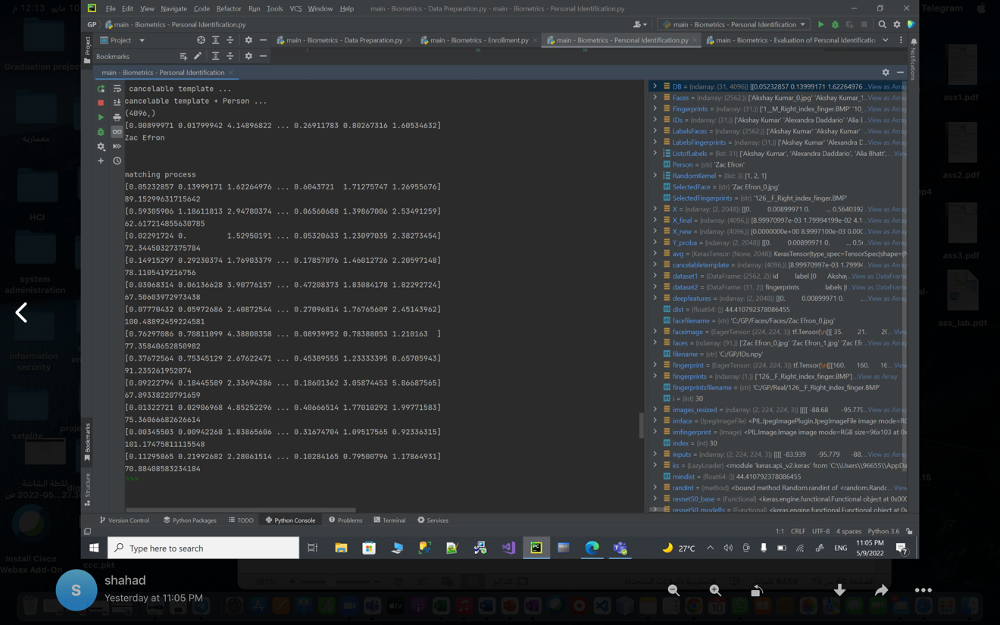 File Edit View Navigate Code Refactor Run Tools VCS Window Help main - Biometrics - Data Preparation.py - main - Biometrics - Personal Identification.py
GP main - Biometrics - Personal Identification.py main - Biometrics - Personal Identification
Project main - Biometrics - Data Preparation.py main - Biometrics - Enrollment.py main - Biometrics - Personal Identification.py main - Biometrics - Evaluation of Personal Identificatio
Bookmarks
main - Biometrics - Personal Identification
Project
Notifications
Bookmarks
Structure
cancelable template ...
cancelable template + Person ...
(4096,)
[0.00899971 0.01799942 4.14896822 ... 0.26911783 0.80267316 1.60534632]
Zac Efron
matching process
[0.05232857 0.13999171 1.62264976 ... 0.6043721 1.71275747 1.26955676]
89.15299631715642
[0.59305906 1.18611813 2.94780374 ... 0.06560688 1.39867006 2.53491259]
62.617214855630785
[0.02291724 0. 1.52950191 ... 0.05320633 1.23097035 2.38273454]
72.34450327375784
[0.14915297 0.29230374 1.76903379 ... 0.17857076 1.46012726 2.20597148]
78.1105419216756
[0.03068314 0.06136628 3.90776157 ... 0.47208373 1.83084178 1.82292724]
67.50603972973438
[0.07770432 0.05972686 2.40872544 ... 0.27096814 1.76765609 2.45143962]
100.48892459224581
[0.76297086 0.70811099 4.38808358 ... 0.08939952 0.78388053 1.210163 ]
77.35840652850982
[0.37672564 0.75345129 2.67622471 ... 0.45389555 1.23333395 0.65705943]
91.235261952074
[0.09222794 0.18445589 2.33694386 ... 0.18601362 3.05874453 5.86687565]
67.89338220791659
[0.01322721 0.02906968 4.85252296 ... 0.40666514 1.77010292 1.99771583]
75.36066682626614
[0.00345503 0.00942268 1.83865606 ... 0.31674704 1.09517565 0.92336315]
101.17475811115548
[0.11295865 0.21992682 2.28061514 ... 0.10284165 0.79500796 1.17864931]
70.88408583234184
>>>
DB = {ndarray: (31, 4096)} [[0.05232857 0.13999171 1.62264976...View as Array
Faces = {ndarray: (2562,)} ['Akshay Kumar_0.jpg' 'Akshay Kumar_1...View as Array
Fingerprints = {ndarray: (31,)} ['1__M_Right_index_finger.BMP' '10_...View as Array
IDs = {ndarray: (31,)} ['Akshay Kumar' 'Alexandra Daddario' 'Alia B...View as Array
LabelsFaces = {ndarray: (2562,)} ['Akshay Kumar' 'Akshay Kumar' ...View as Array
LabelsFingerprints = {ndarray: (31,)} ['Akshay Kumar' 'Alexandra D...View as Array
ListofLabels = {list: 31} ['Akshay Kumar', 'Alexandra Daddario', 'Alia Bhatt',...View
Person = {str} 'Zac Efron'
RandomKernel = {list: 3} [1, 2, 1]
SelectedFace = {str} 'Zac Efron_0.jpg'
SelectedFingerprints = {str} '126__F_Right_index_finger.BMP'
X = {ndarray: (2, 2048)} [[0. 0.00899971 0. ... 0.5640392...View as Array
X_final = {ndarray: (4096,)} [8.99970997e-03 1.79994199e-02 4.1...View as Array
X_new = {ndarray: (4096,)} [0.0000000e+00 8.9997100e-03 0.000...View as Array
Y_proba = {ndarray: (2, 2048)} [[0. 0.00899971 0. ... 0.56...View as Array
avg = {KerasTensor: (None, 2048)} KerasTensor(type_spec=TensorSpec(shape=(N
cancelabletemplate = {ndarray: (4096,)} [8.99970997e-03 1.7999...View as Array
dataset1 = {DataFrame: (2562, 2)} id label [0 Akshay...View as DataFrame
dataset2 = {DataFrame: (31, 2)} fingerprints labels [(...View as DataFrame
deepfeatures = {ndarray: (2, 2048)} [[0. 0.00899971 0. ...View as Array
dist = {float64: ()} 44.410792378086455
facefilename = {str} 'C:/GP/Faces/Faces/Zac Efron_0.jpg'
faceimage = {EagerTensor: (224, 224, 3)} tf.Tensor(\n[[[ 35. 21. 20...View
faces = {ndarray: (91,)} ['Zac Efron_0.jpg' 'Zac Efron_1.jpg' 'Zac Efr...View as Array
filename = {str} 'C:/GP/IDs.npy'
fingerprint = {EagerTensor: (224, 224, 3)} tf.Tensor(\n[[[160. 160. 16...View
fingerprints = {ndarray: (1,)} ['126__F_Right_index_finger.BMP'] ...View as Array
fingerprintsfilename = {str} 'C:/GP/Real/126__F_Right_index_finger.BMP'
i = {int} 30
images_resized = {ndarray: (2, 224, 224, 3)} [[[[ -88.68 -95.779...View as Array
imface = {JpegImageFile} <PIL.JpegImagePlugin.JpegImageFile image mode=RG
imfingerprint = {Image} <PIL.Image.Image image mode=RGB size=96x103 at 0x
index = {int} 30
inputs = {ndarray: (2, 224, 224, 3)} [[[[ -83.939 -95.779 -88....View as Array
ks = {LazyLoader} <module 'keras.api._v2.keras' from 'C:\\Users\\96655\\AppDa
mindist = {float64: ()} 44.410792378086455
randint = {method} <bound method Random.randint of <random.Rando...View
resnet50_base = {Functional} <keras.engine.functional.Functional object at 0x000
resnet50_modelfs = {Functional} <keras.engine.functional.Functional object at 0x
Version Control Python Packages TODO Python Console Problems Terminal Services
1:1 CRLF UTF-8 4 spaces Python 3.6
Type here to search
27°C ENG 11:05 PM
5/9/2022
7
Telegram
10 مايو، 12:13 م
Graduation project
معمارية
HCI
system
administration
information
security
satelite
لقطة الشاشة
Install Cisco
Webex Add-On
ccc.pkt
ass1.pdf
ass2.pdf
ass3.pdf
ass_lab.pdf
151%
S
shahad
Yesterday at 11:05 PM